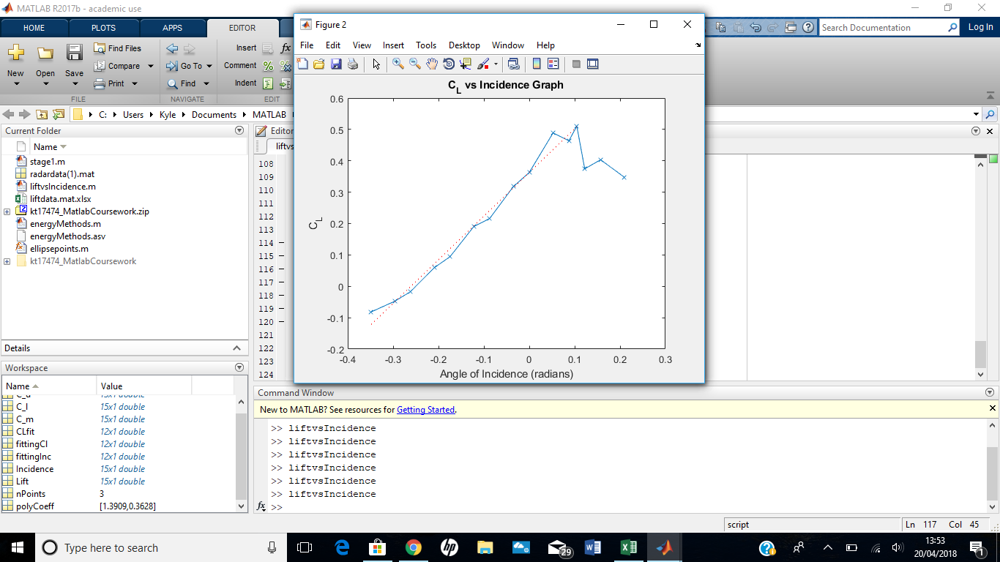 MATLAB R2017b - academic use
HOME PLOTS APPS EDITOR
Search Documentation
Log In
New
Open
Save
Find Files
Compare
Print
Go To
Find
Insert
fx
Comment
Indent
FILE NAVIGATE EDIT
C: Users Kyle Documents MATLAB
Current Folder
Name
stage1.m
radardata(1).mat
liftvsIncidence.m
liftdata.mat.xlsx
kt17474_MatlabCoursework.zip
energyMethods.m
energyMethods.asv
ellipsepoints.m
kt17474_MatlabCoursework
Details
Workspace
Name Value
15x1 double
C_l 15x1 double
C_m 15x1 double
CLfit 12x1 double
fittingCl 12x1 double
fittingInc 12x1 double
Incidence 15x1 double
Lift 15x1 double
nPoints 3
polyCoeff [1.3909,0.3628]
108
109
110
111
112
113
114
115
116
117
118
119
120
121
122
123
124
Figure 2
File Edit View Insert Tools Desktop Window Help
CL vs Incidence Graph
0.6
0.5
0.4
0.3
0.2
0.1
0
-0.1
-0.2
CL
-0.4 -0.3 -0.2 -0.1 0 0.1 0.2 0.3
Angle of Incidence (radians)
Command Window
New to MATLAB? See resources for Getting Started.
>> liftvsIncidence
>> liftvsIncidence
>> liftvsIncidence
>> liftvsIncidence
>> liftvsIncidence
>> liftvsIncidence
fx >>
script
Ln 117 Col 45
Type here to search
hp
29
13:53
20/04/2018
1